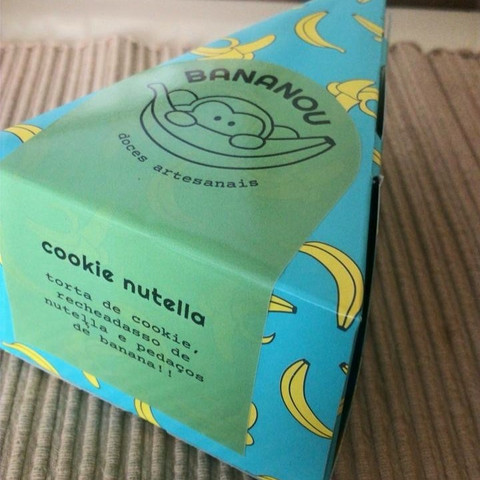 BANANOU
doces artesanais
cookie nutella
torta de cookie,
recheadasso de
nutella e pedaços
de banana!!